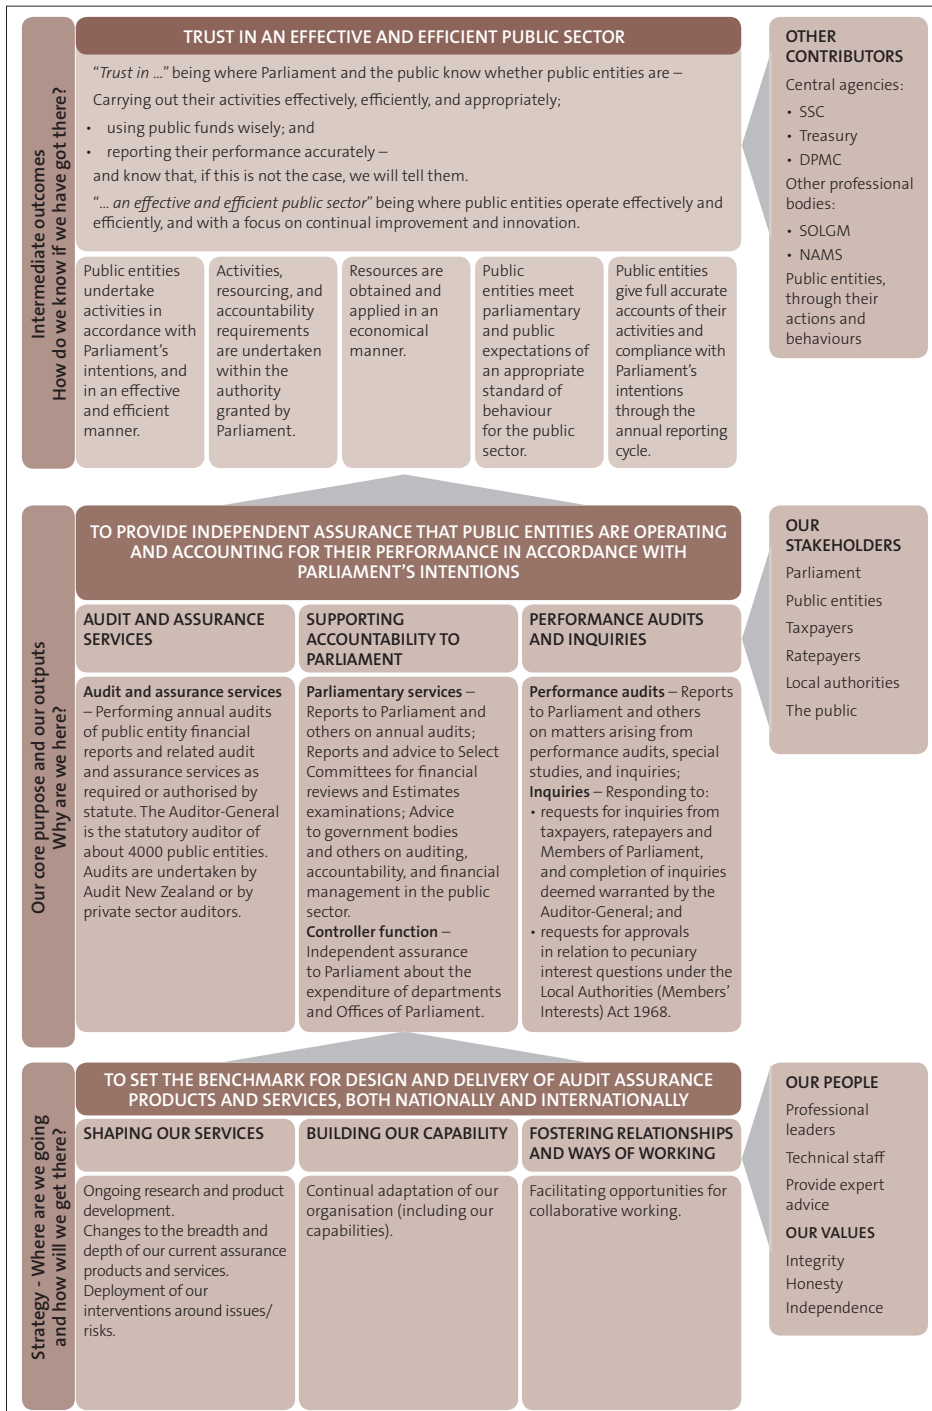 Intermediate outcomes
How do we know if we have got there?
TRUST IN AN EFFECTIVE AND EFFICIENT PUBLIC SECTOR
“Trust in ...” being where Parliament and the public know whether public entities are –
Carrying out their activities effectively, efficiently, and appropriately;
• using public funds wisely; and
• reporting their performance accurately –
and know that, if this is not the case, we will tell them.
“... an effective and efficient public sector” being where public entities operate effectively and
efficiently, and with a focus on continual improvement and innovation.
Public entities
undertake
activities in
accordance with
Parliament’s
intentions, and
in an effective
and efficient
manner.
Activities,
resourcing, and
accountability
requirements
are undertaken
within the
authority
granted by
Parliament.
Resources are
obtained and
applied in an
economical
manner.
Public
entities meet
parliamentary
and public
expectations of
an appropriate
standard of
behaviour
for the public
sector.
Public entities
give full accurate
accounts of their
activities and
compliance with
Parliament’s
intentions
through the
annual reporting
cycle.
OTHER
CONTRIBUTORS
Central agencies:
• SSC
• Treasury
• DPMC
Other professional
bodies:
• SOLGM
• NAMS
Public entities,
through their
actions and
behaviours
Our core purpose and our outputs
Why are we here?
TO PROVIDE INDEPENDENT ASSURANCE THAT PUBLIC ENTITIES ARE OPERATING
AND ACCOUNTING FOR THEIR PERFORMANCE IN ACCORDANCE WITH
PARLIAMENT’S INTENTIONS
AUDIT AND ASSURANCE
SERVICES
Audit and assurance services
– Performing annual audits
of public entity financial
reports and related audit
and assurance services as
required or authorised by
statute. The Auditor-General
is the statutory auditor of
about 4000 public entities.
Audits are undertaken by
Audit New Zealand or by
private sector auditors.
SUPPORTING
ACCOUNTABILITY TO
PARLIAMENT
Parliamentary services –
Reports to Parliament and
others on annual audits;
Reports and advice to Select
Committees for financial
reviews and Estimates
examinations; Advice
to government bodies
and others on auditing,
accountability, and financial
management in the public
sector.
Controller function –
Independent assurance
to Parliament about the
expenditure of departments
and Offices of Parliament.
PERFORMANCE AUDITS
AND INQUIRIES
Performance audits – Reports
to Parliament and others
on matters arising from
performance audits, special
studies, and inquiries;
Inquiries – Responding to:
• requests for inquiries from
taxpayers, ratepayers and
Members of Parliament,
and completion of inquiries
deemed warranted by the
Auditor-General; and
• requests for approvals
in relation to pecuniary
interest questions under the
Local Authorities (Members’
Interests) Act 1968.
OUR
STAKEHOLDERS
Parliament
Public entities
Taxpayers
Ratepayers
Local authorities
The public
Strategy - Where are we going
and how will we get there?
TO SET THE BENCHMARK FOR DESIGN AND DELIVERY OF AUDIT ASSURANCE
PRODUCTS AND SERVICES, BOTH NATIONALLY AND INTERNATIONALLY
SHAPING OUR SERVICES
Ongoing research and product
development.
Changes to the breadth and
depth of our current assurance
products and services.
Deployment of our
interventions around issues/
risks.
BUILDING OUR CAPABILITY
Continual adaptation of our
organisation (including our
capabilities).
FOSTERING RELATIONSHIPS
AND WAYS OF WORKING
Facilitating opportunities for
collaborative working.
OUR PEOPLE
Professional
leaders
Technical staff
Provide expert
advice
OUR VALUES
Integrity
Honesty
Independence